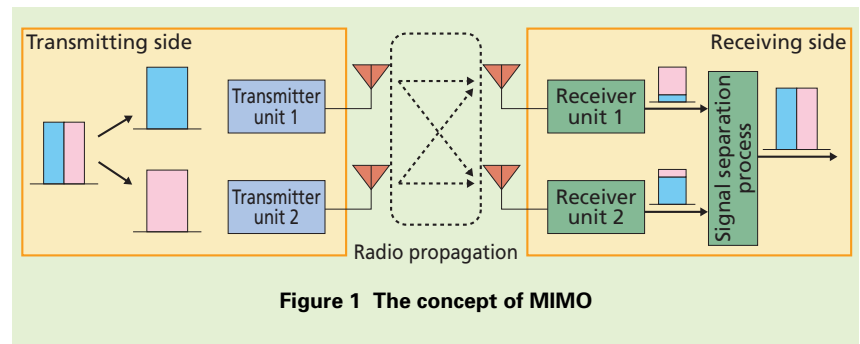 Transmitting side
Receiving side
Transmitter
unit 1
Transmitter
unit 2
Radio propagation
Receiver
unit 1
Receiver
unit 2
Signal separation
process
Figure 1 The concept of MIMO